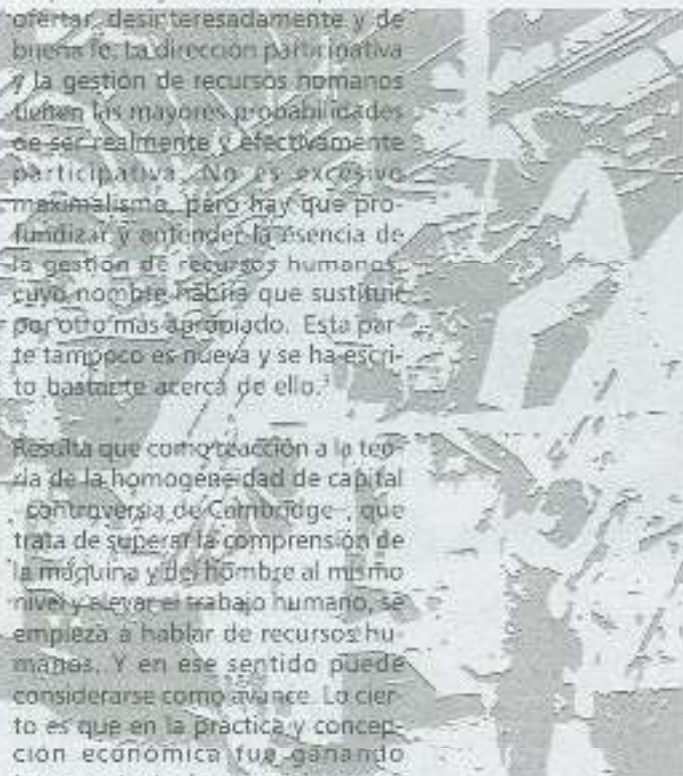 ofertar, desinteresadamente y de
buena fe. La dirección participativa
y la gestión de recursos homanos
tienen las mayores probabilidades
de ser realmente y efectivamente
participativa. No es excesivo
maximalismo, pero hay que pro-
fundizar y entender la esencia de
la gestión de recursos humanos,
cuyo nombre habría que sustituir
por otro más apropiado. Esta par-
te tampoco es nueva y se ha escri-
to bastante acerca de ello.
Resulta que como reacción a la teo-
ría de la homogeneidad de capital
-controversia de Cambridge-, que
trata de superar la comprensión de
la máquina y del hombre al mismo
nivel y elevar el trabajo humano, se
empieza a hablar de recursos hu-
manos. Y en ese sentido puede
considerarse como avance. Lo cier-
to es que en la práctica y concep-
ción económica fue ganando